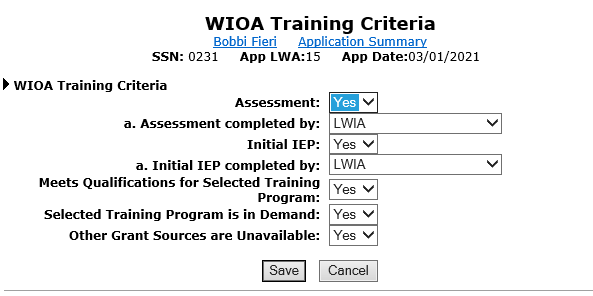 WIOA Training Criteria
Bobbi Fieri Application Summary
SSN: 0231 App LWA:15 App Date:03/01/2021
WIOA Training Criteria
Assessment: Yes
a. Assessment completed by: LWIA
Initial IEP: Yes
a. Initial IEP completed by: LWIA
Meets Qualifications for Selected Training
Program: Yes
Selected Training Program is in Demand: Yes
Other Grant Sources are Unavailable: Yes
Save Cancel